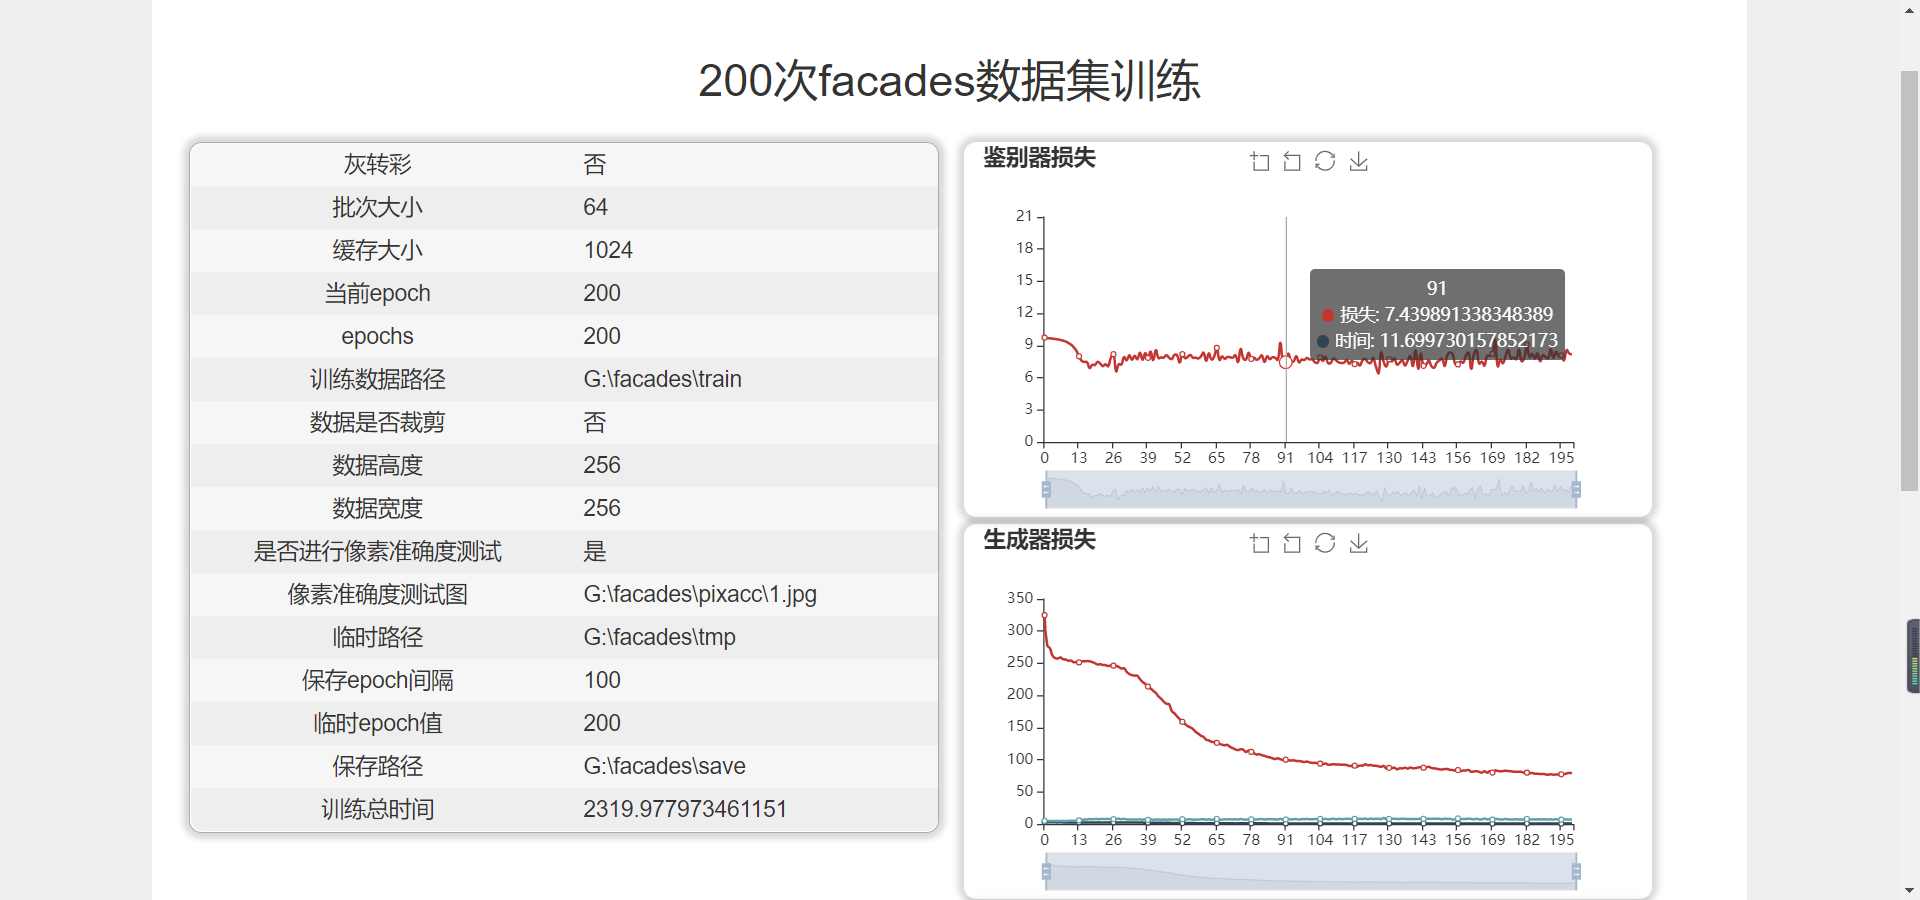 200次facades数据集训练
灰转彩 否
批次大小 64
缓存大小 1024
当前epoch 200
epochs 200
训练数据路径 G:\facades\train
数据是否裁剪 否
数据高度 256
数据宽度 256
是否进行像素准确度测试 是
像素准确度测试图 G:\facades\pixacc\1.jpg
临时路径 G:\facades\tmp
保存epoch间隔 100
临时epoch值 200
保存路径 G:\facades\save
训练总时间 2319.977973461151
鉴别器损失
21
18
15
12
9
6
3
0
91
损失: 7.439891338348389
时间: 11.699730157852173
0 13 26 39 52 65 78 91 104 117 130 143 156 169 182 195
生成器损失
350
300
250
200
150
100
50
0
0 13 26 39 52 65 78 91 104 117 130 143 156 169 182 195